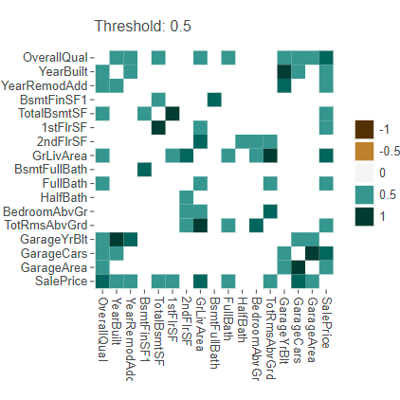 Threshold: 0.5
OverallQual
YearBuilt
YearRemodAdd
BsmtFinSF1
TotalBsmtSF
1stFlrSF
2ndFlrSF
GrLivArea
BsmtFullBath
FullBath
HalfBath
BedroomAbvGr
TotRmsAbvGrd
GarageYrBlt
GarageCars
GarageArea
SalePrice
OverallQual
YearBuilt
YearRemodAdd
BsmtFinSF1
TotalBsmtSF
1stFlrSF
2ndFlrSF
GrLivArea
BsmtFullBath
FullBath
HalfBath
BedroomAbvGr
TotRmsAbvGrd
GarageYrBlt
GarageCars
GarageArea
SalePrice
-1
-0.5
0
0.5
1